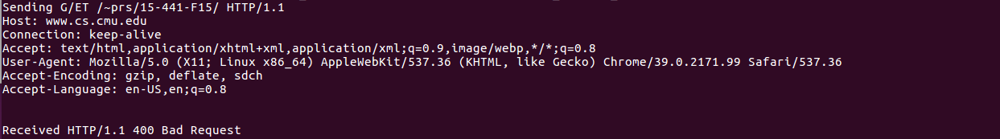 Sending G/ET /~prs/15-441-F15/ HTTP/1.1
Host: www.cs.cmu.edu
Connection: keep-alive
Accept: text/html,application/xhtml+xml,application/xml;q=0.9,image/webp,*/*;q=0.8
User-Agent: Mozilla/5.0 (X11; Linux x86_64) AppleWebKit/537.36 (KHTML, like Gecko) Chrome/39.0.2171.99 Safari/537.36
Accept-Encoding: gzip, deflate, sdch
Accept-Language: en-US,en;q=0.8
Received HTTP/1.1 400 Bad Request